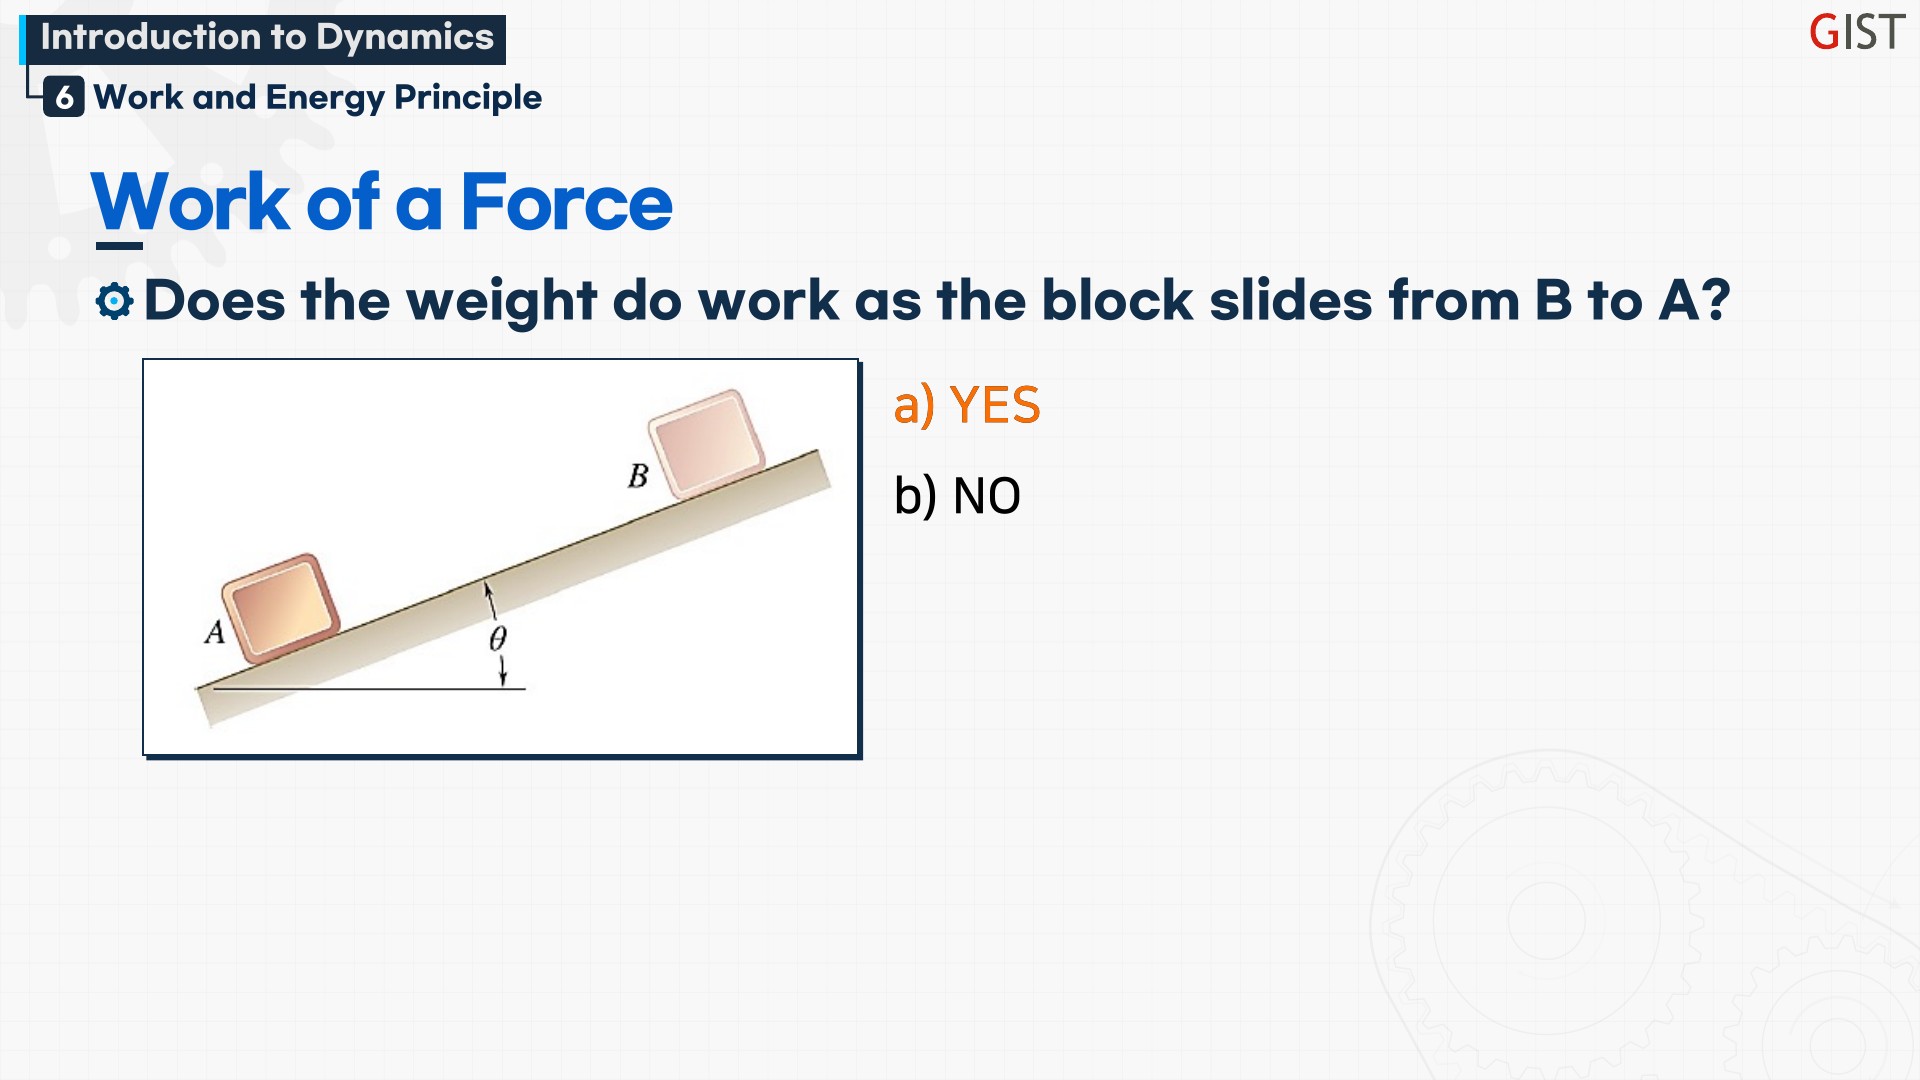 Introduction to Dynamics
GIST
6 Work and Energy Principle
Work of a Force
Does the weight do work as the block slides from B to A?
a) YES
b) NO
B
A
θ